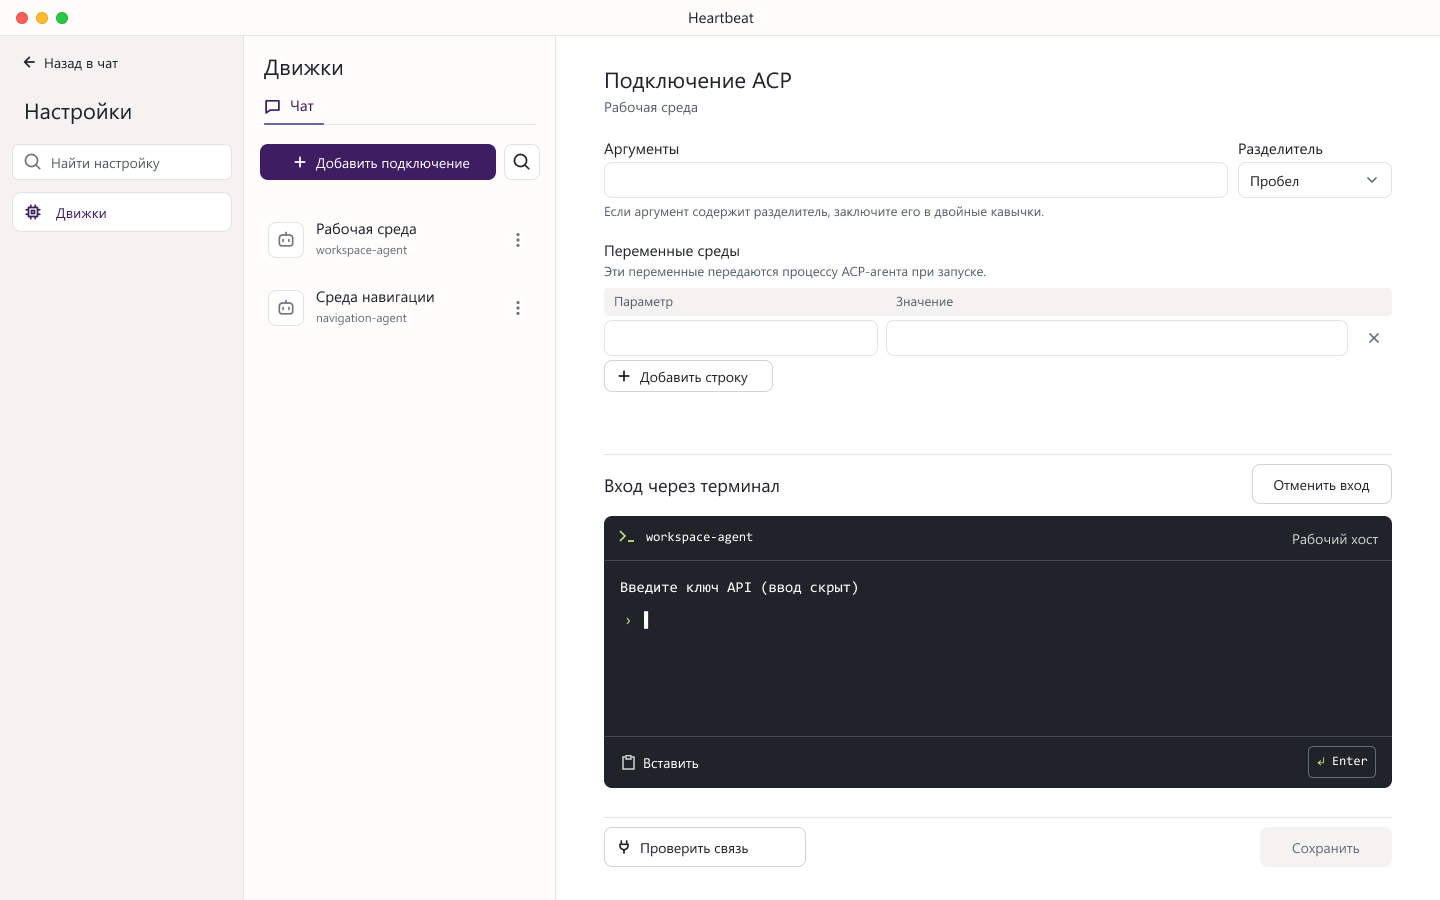 Heartbeat
Назад в чат
Настройки
Найти настройку
Движки
Движки
Чат
Добавить подключение
Рабочая среда
workspace-agent
Среда навигации
navigation-agent
Подключение ACP
Рабочая среда
Аргументы
Разделитель
Пробел
Если аргумент содержит разделитель, заключите его в двойные кавычки.
Переменные среды
Эти переменные передаются процессу ACP-агента при запуске.
Параметр
Значение
Добавить строку
Вход через терминал
Отменить вход
workspace-agent
Рабочий хост
Введите ключ API (ввод скрыт)
›
Вставить
Enter
Проверить связь
Сохранить